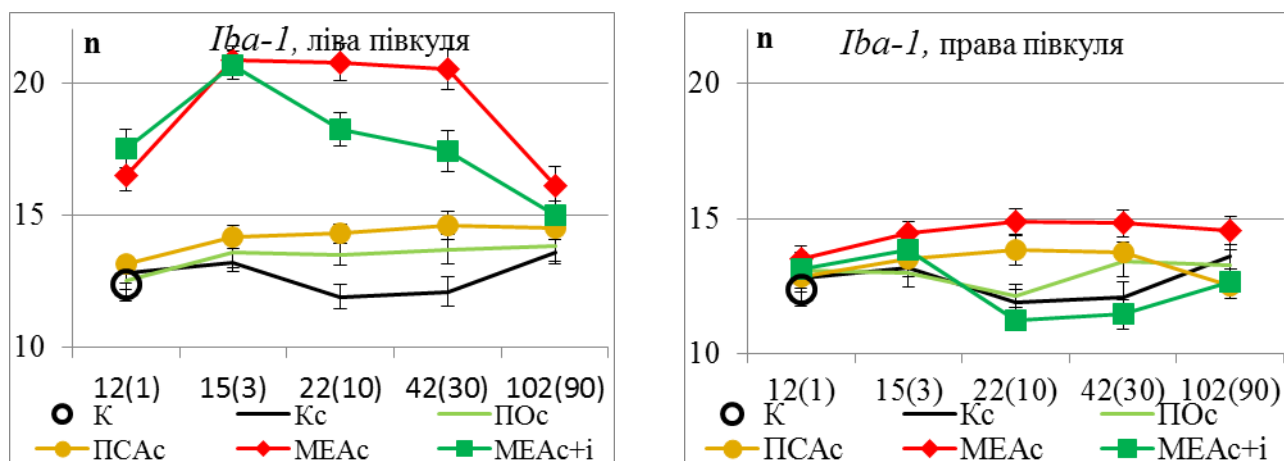 n
Iba-1, ліва півкуля
20
15
10
12(1) 15(3) 22(10) 42(30) 102(90)
К Кс ПОс
ПСАс МЕАс МЕАс+і
n
Iba-1, права півкуля
20
15
10
12(1) 15(3) 22(10) 42(30) 102(90)
К Кс ПОс
ПСАс МЕАс МЕАс+і